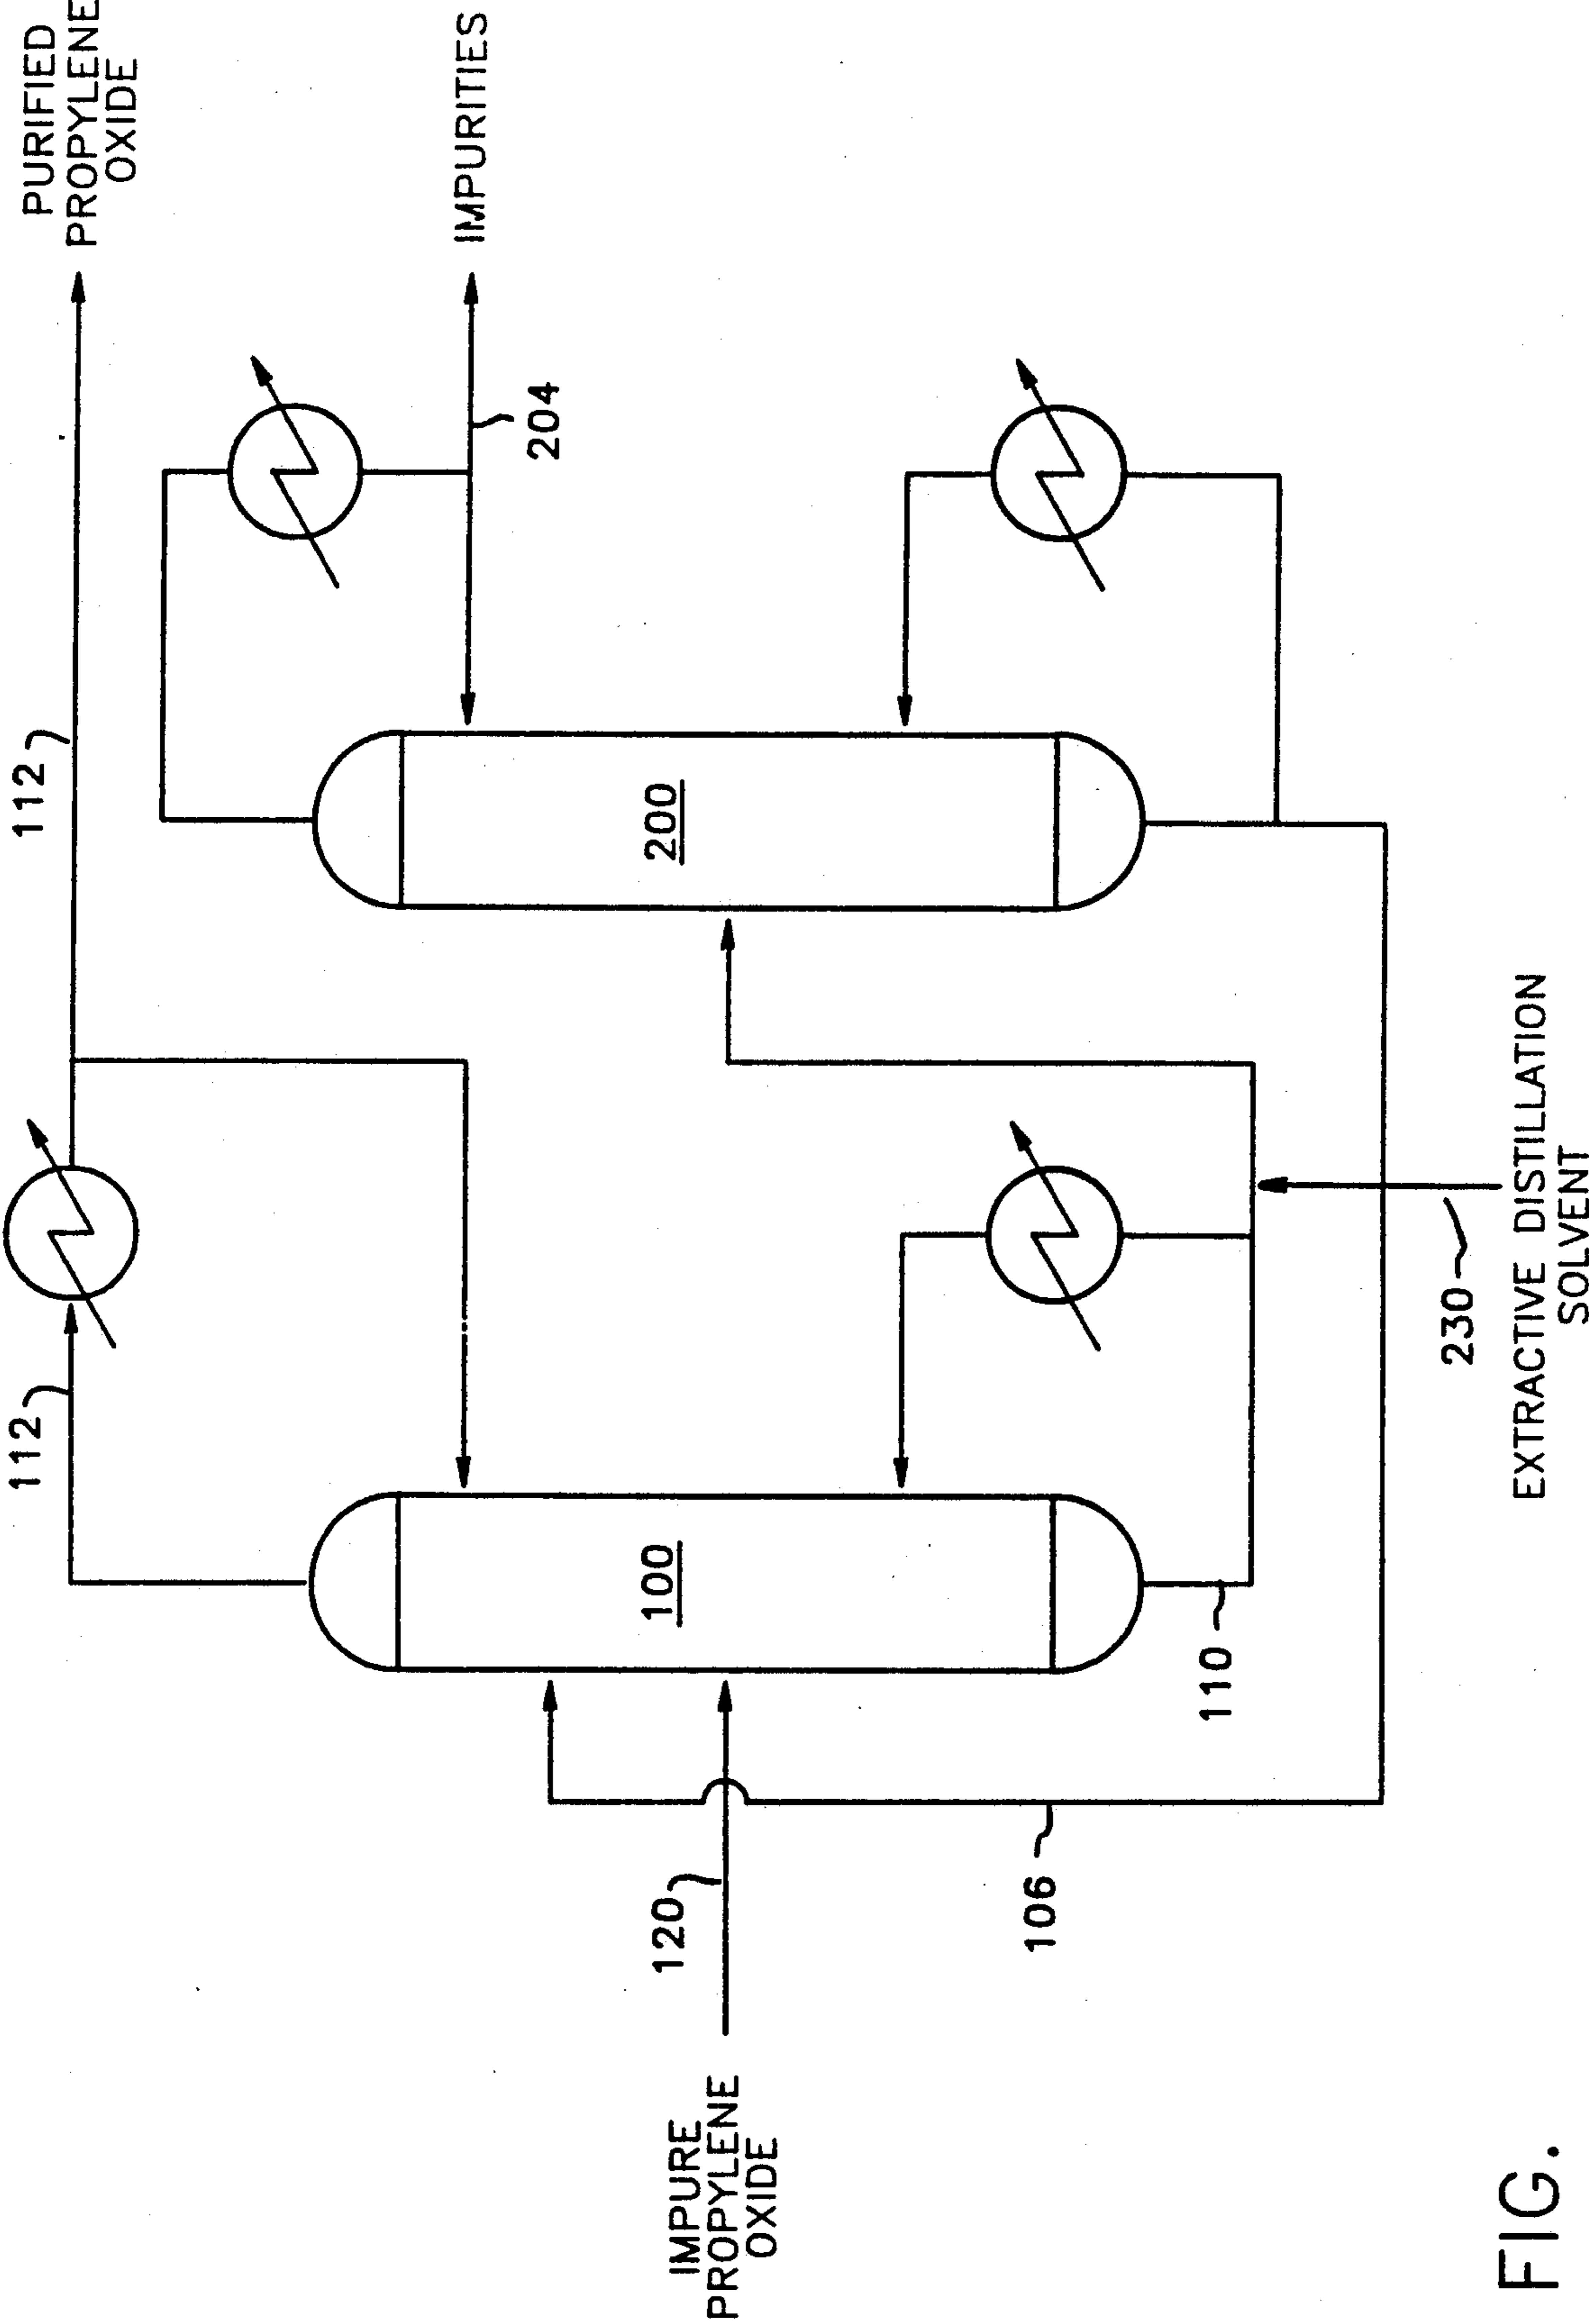 PURIFIED
PROPYLENE
OXIDE
IMPURITIES
112
112
204
200
100
120
IMPURE
PROPYLENE
OXIDE
106
110
230
EXTRACTIVE DISTILLATION
SOLVENT
FIG.